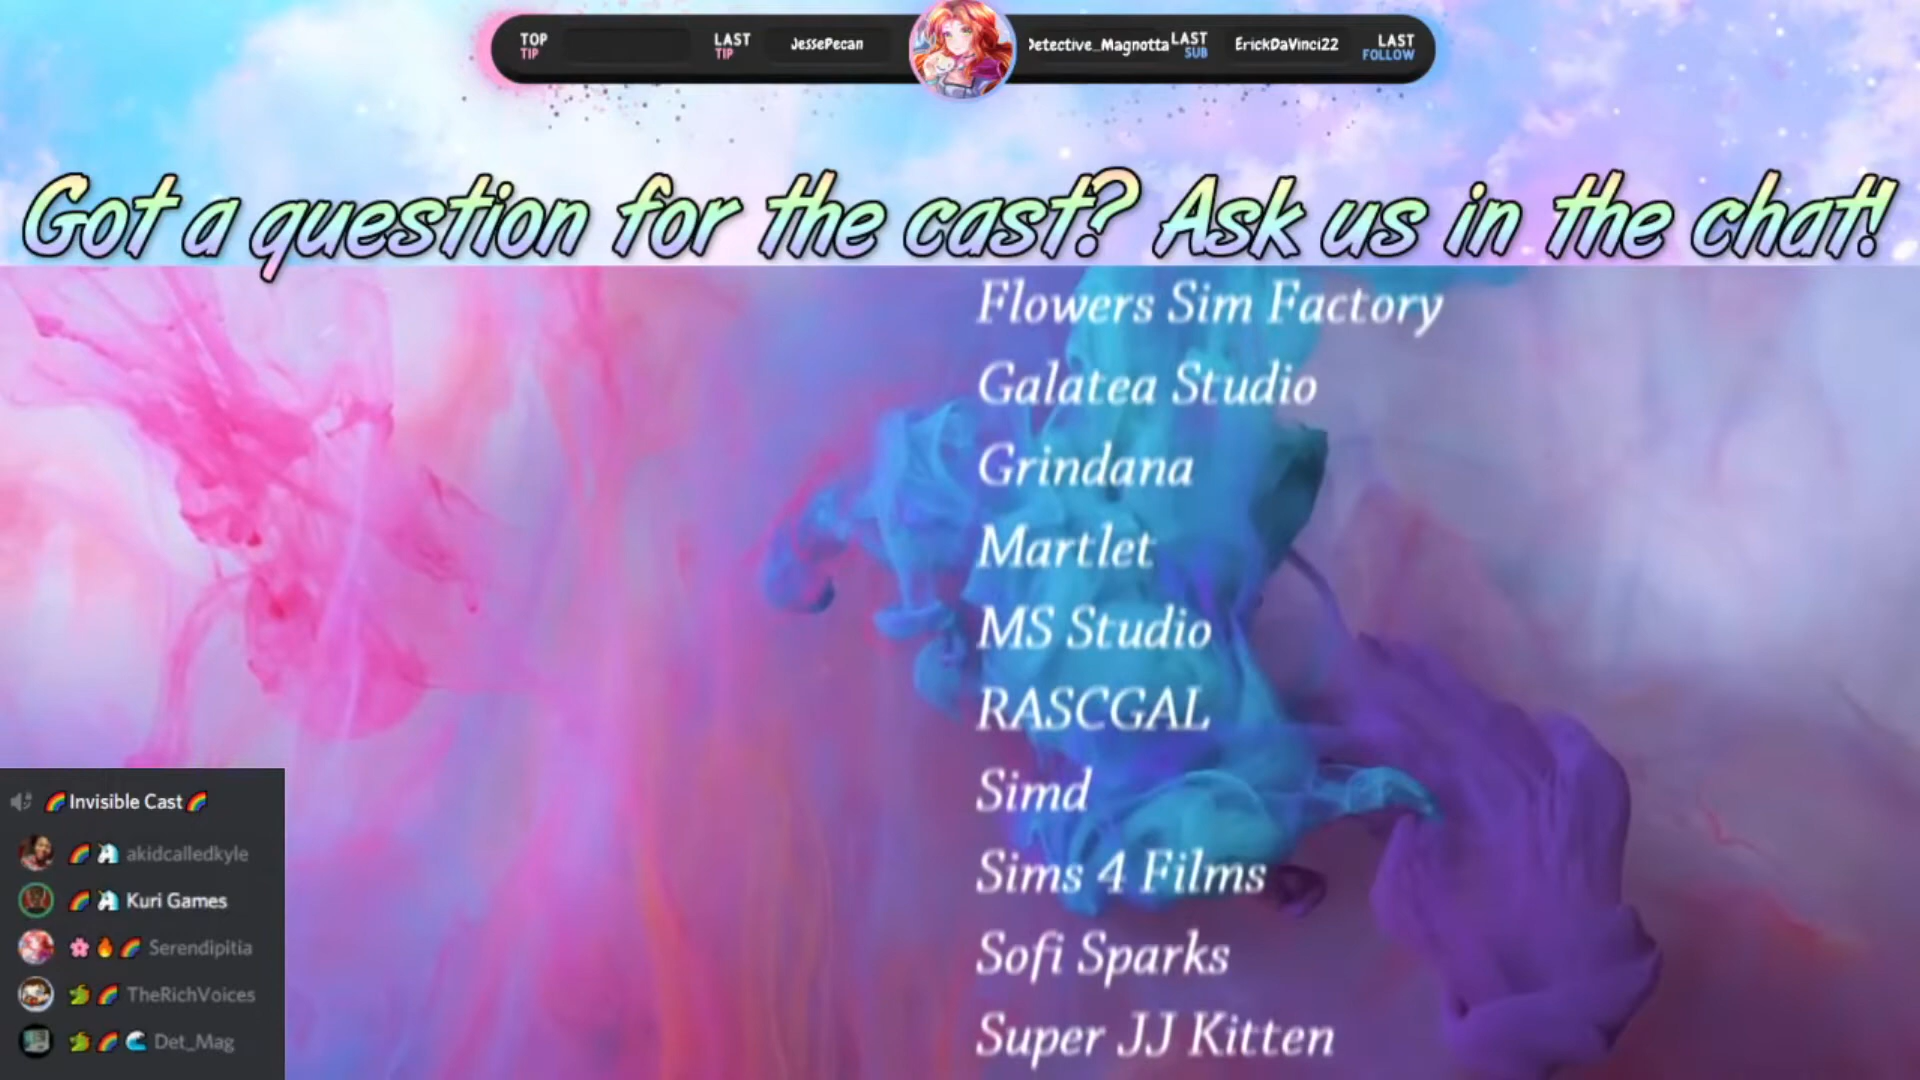 TOP
TIP
LAST
TIP
JessePecan
Detective_Magnotta
LAST
SUB
ErickDaVinci22
LAST
FOLLOW
Got a question for the cast? Ask us in the chat!
Flowers Sim Factory
Galatea Studio
Grindana
Martlet
MS Studio
RASCGAL
Simd
Sims 4 Films
Sofi Sparks
Super JJ Kitten
🌈Invisible Cast🌈
🌈🦄 akidcalledkyle
🌈🦄 Kuri Games
🌸🔥🌈 Serendipitia
🐲🌈 TheRichVoices
🐲🌈🌊 Det_Mag